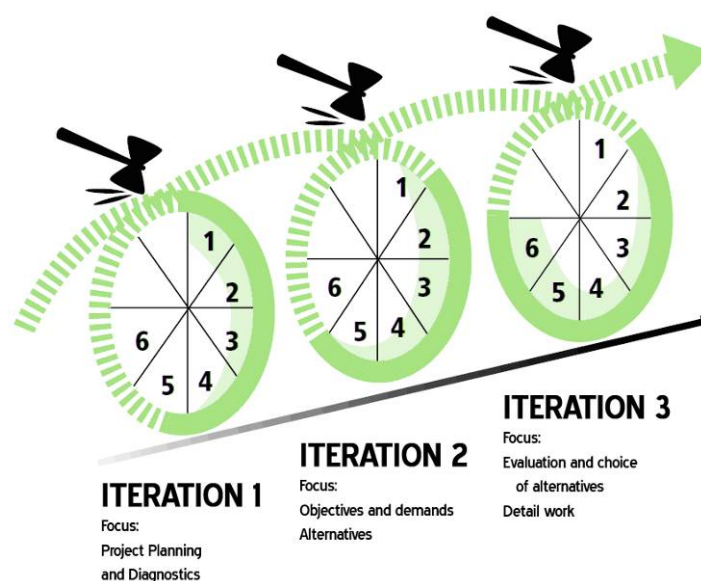 1
2
3
4
5
6
1
2
3
4
5
6
1
2
3
4
5
6
ITERATION 1
Focus:
Project Planning
and Diagnostics
ITERATION 2
Focus:
Objectives and demands
Alternatives
ITERATION 3
Focus:
Evaluation and choice
of alternatives
Detail work